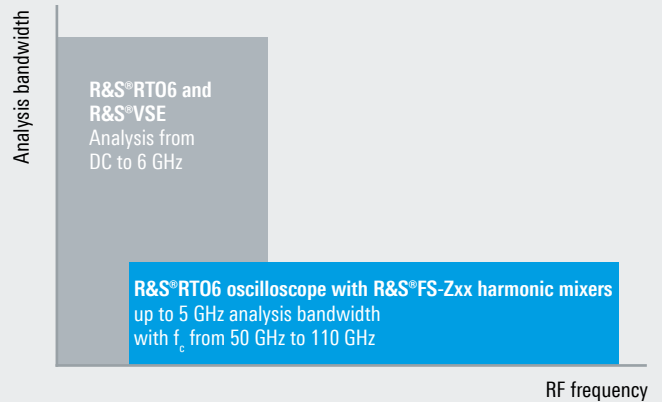 Analysis bandwidth
R&S®RTO6 and
R&S®VSE
Analysis from
DC to 6 GHz
R&S®RTO6 oscilloscope with R&S®FS-Zxx harmonic mixers
up to 5 GHz analysis bandwidth
with fc from 50 GHz to 110 GHz
RF frequency